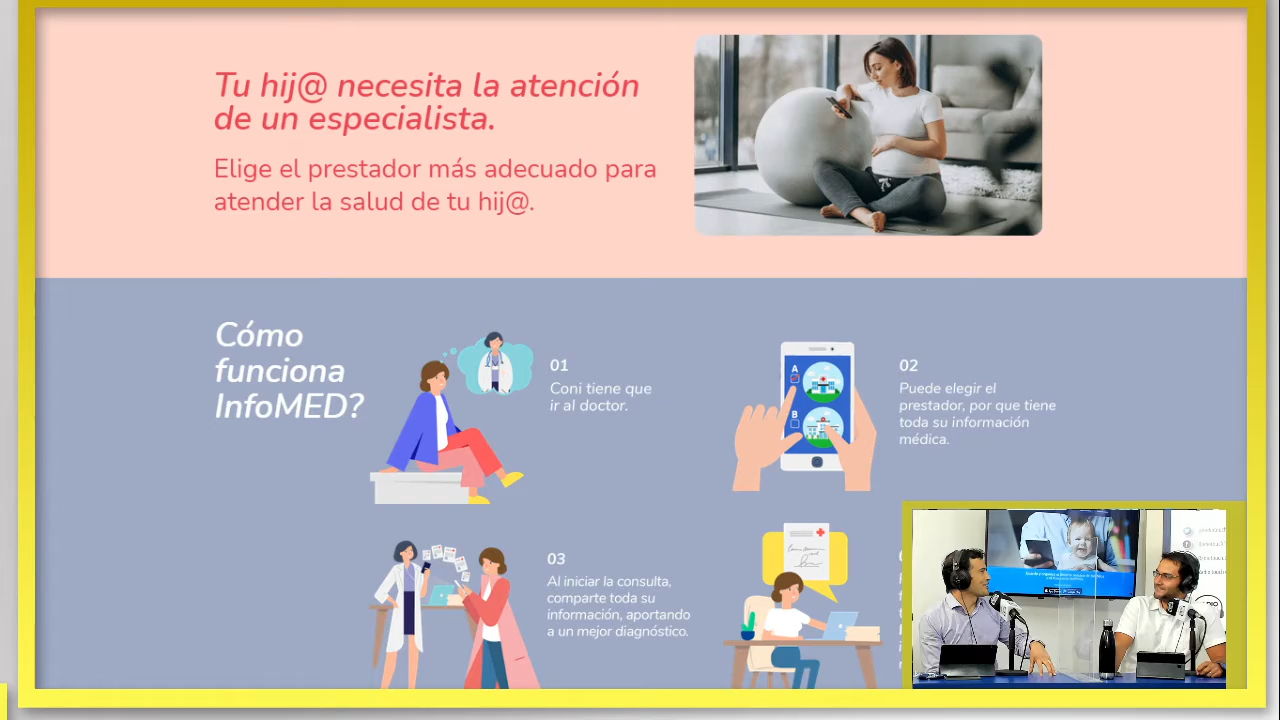 Tu hij@ necesita la atención
de un especialista.
Elige el prestador más adecuado para
atender la salud de tu hij@.
Cómo
funciona
InfoMED?
01
Coni tiene que
ir al doctor.
02
Puede elegir el
prestador, por que tiene
toda su información
médica.
A
B
03
Al iniciar la consulta,
comparte toda su
información, aportando
a un mejor diagnóstico.